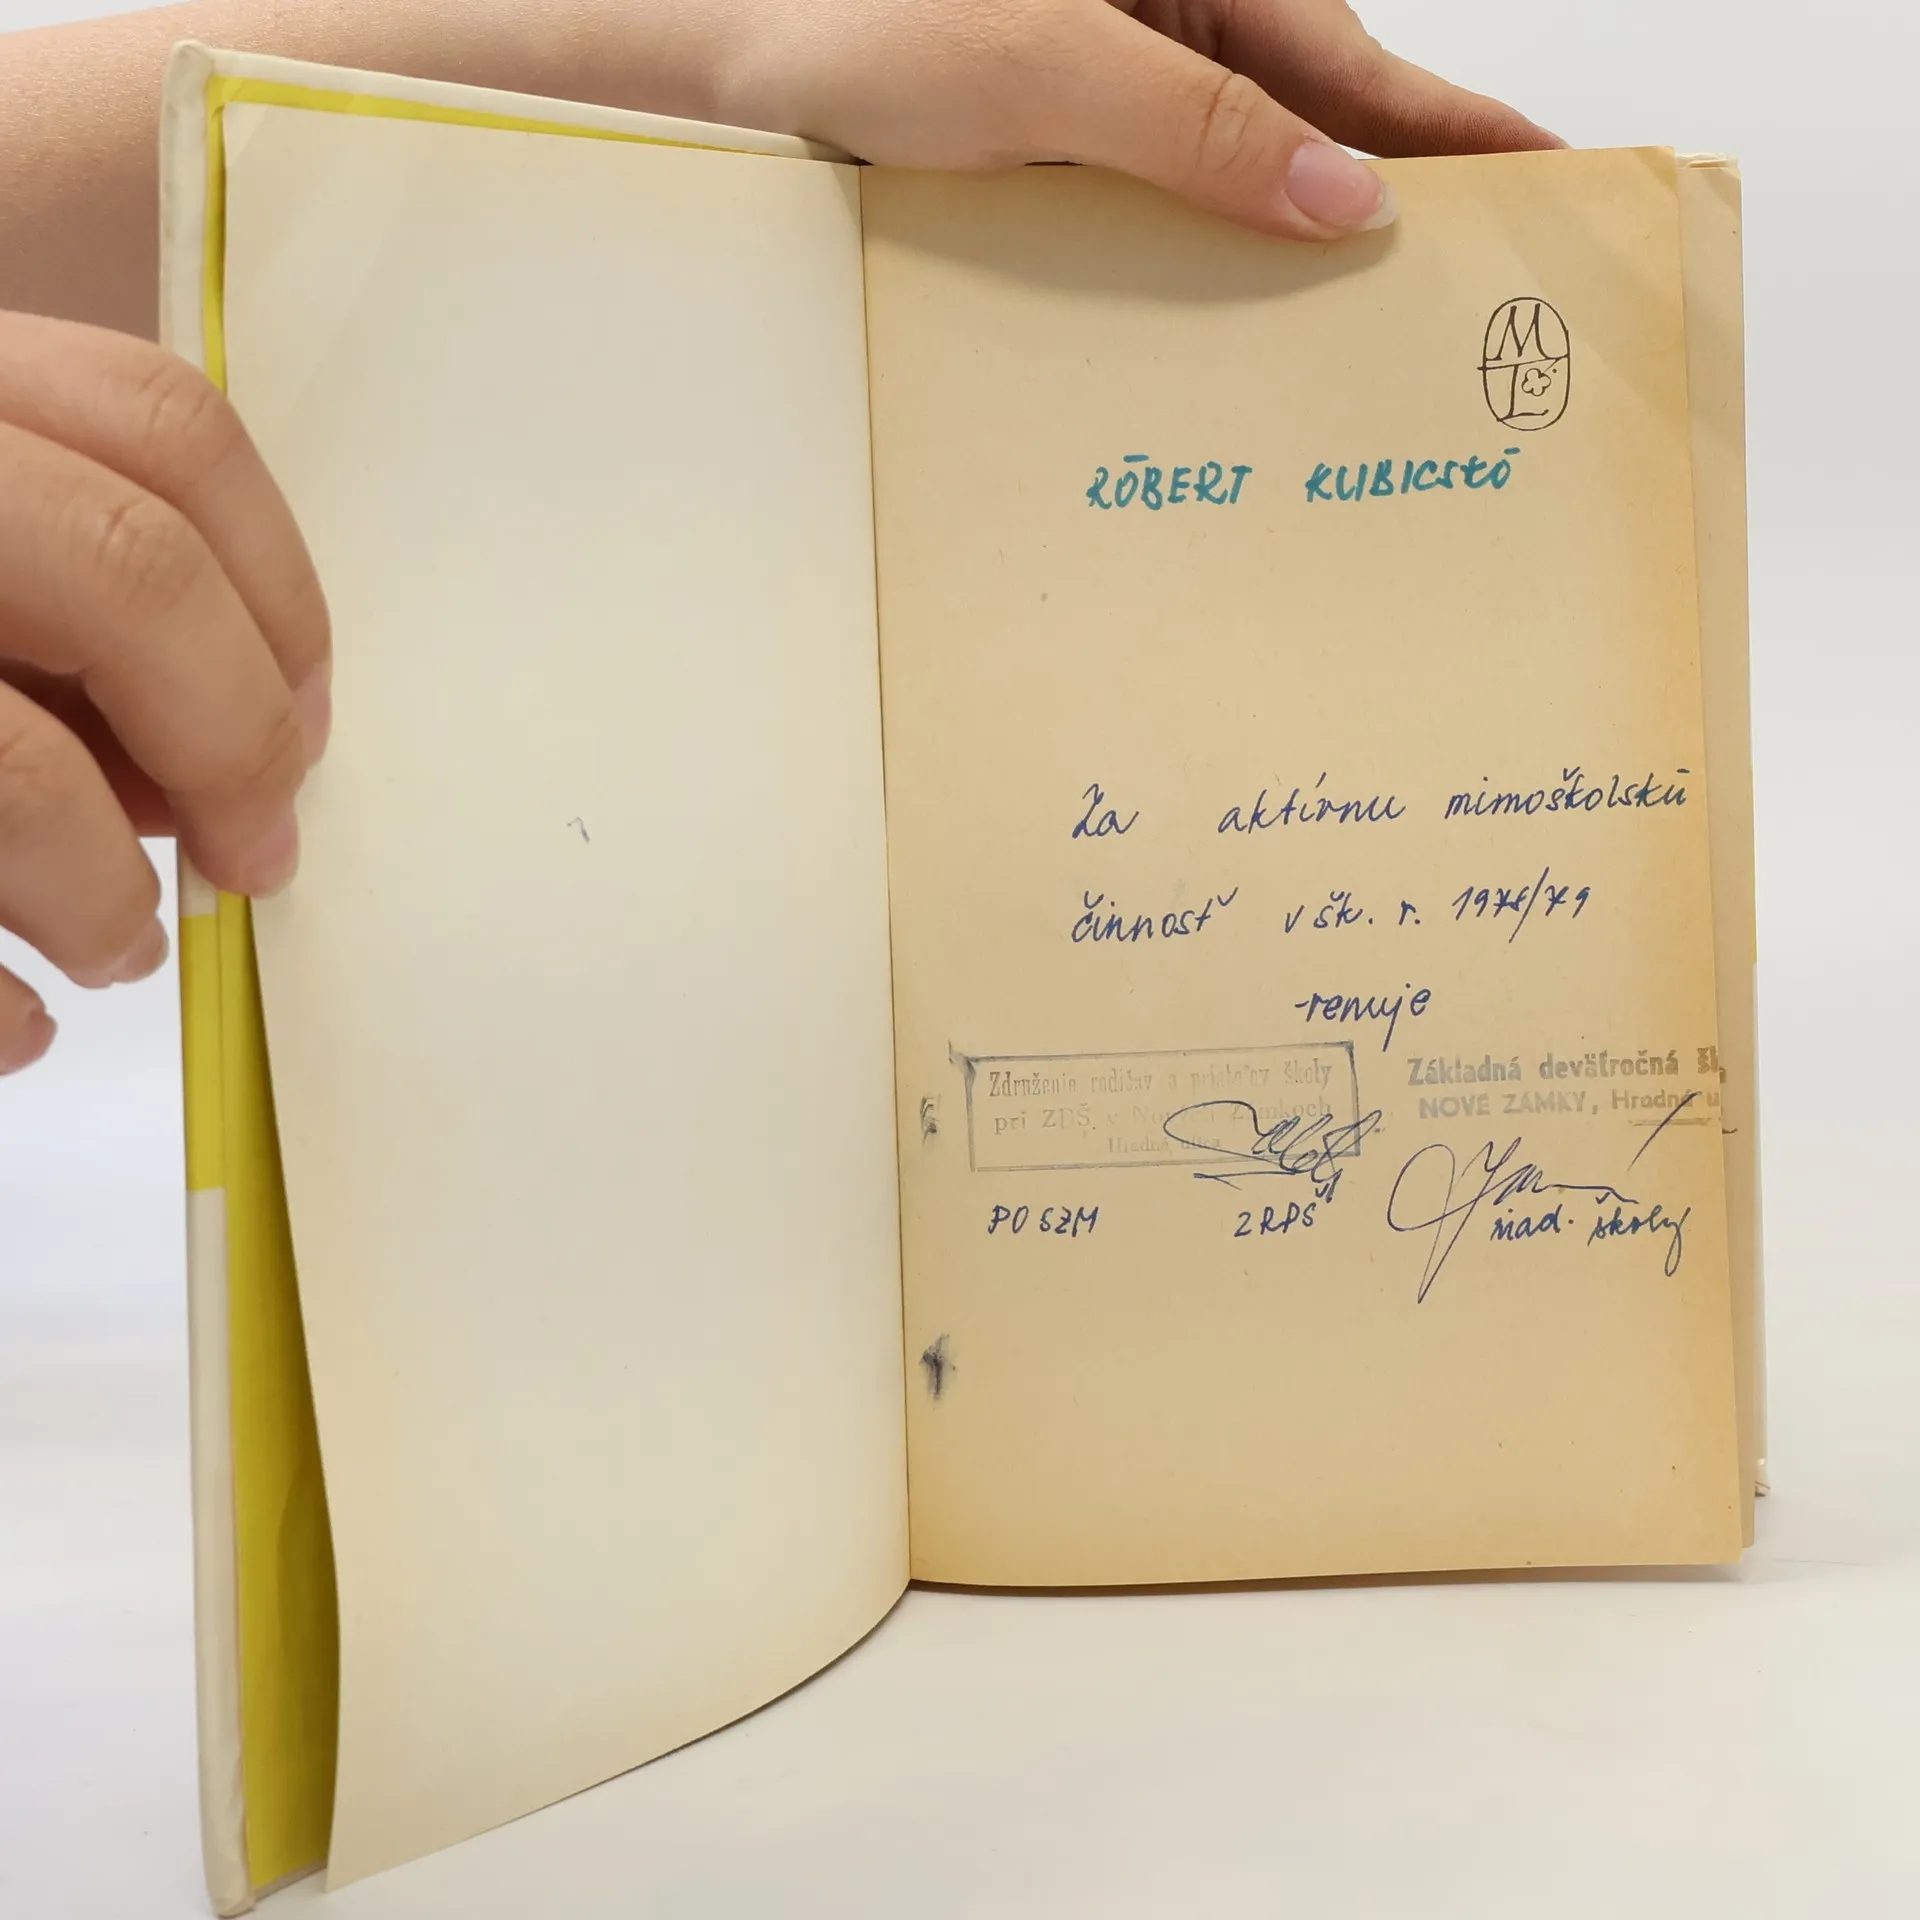 ML
RÓBERT KUBICSKÓ
Za aktívnu mimoškolskú
činnosť v šk. r. 1978/79
-venuje
Združenie rodičov a priateľov školy
pri ZDŠ v Nových Zámkoch
Hradná ulica
Základná deväťročná
NOVÉ ZÁMKY, Hradná u
PO SZM ZRPŠ riad. školy